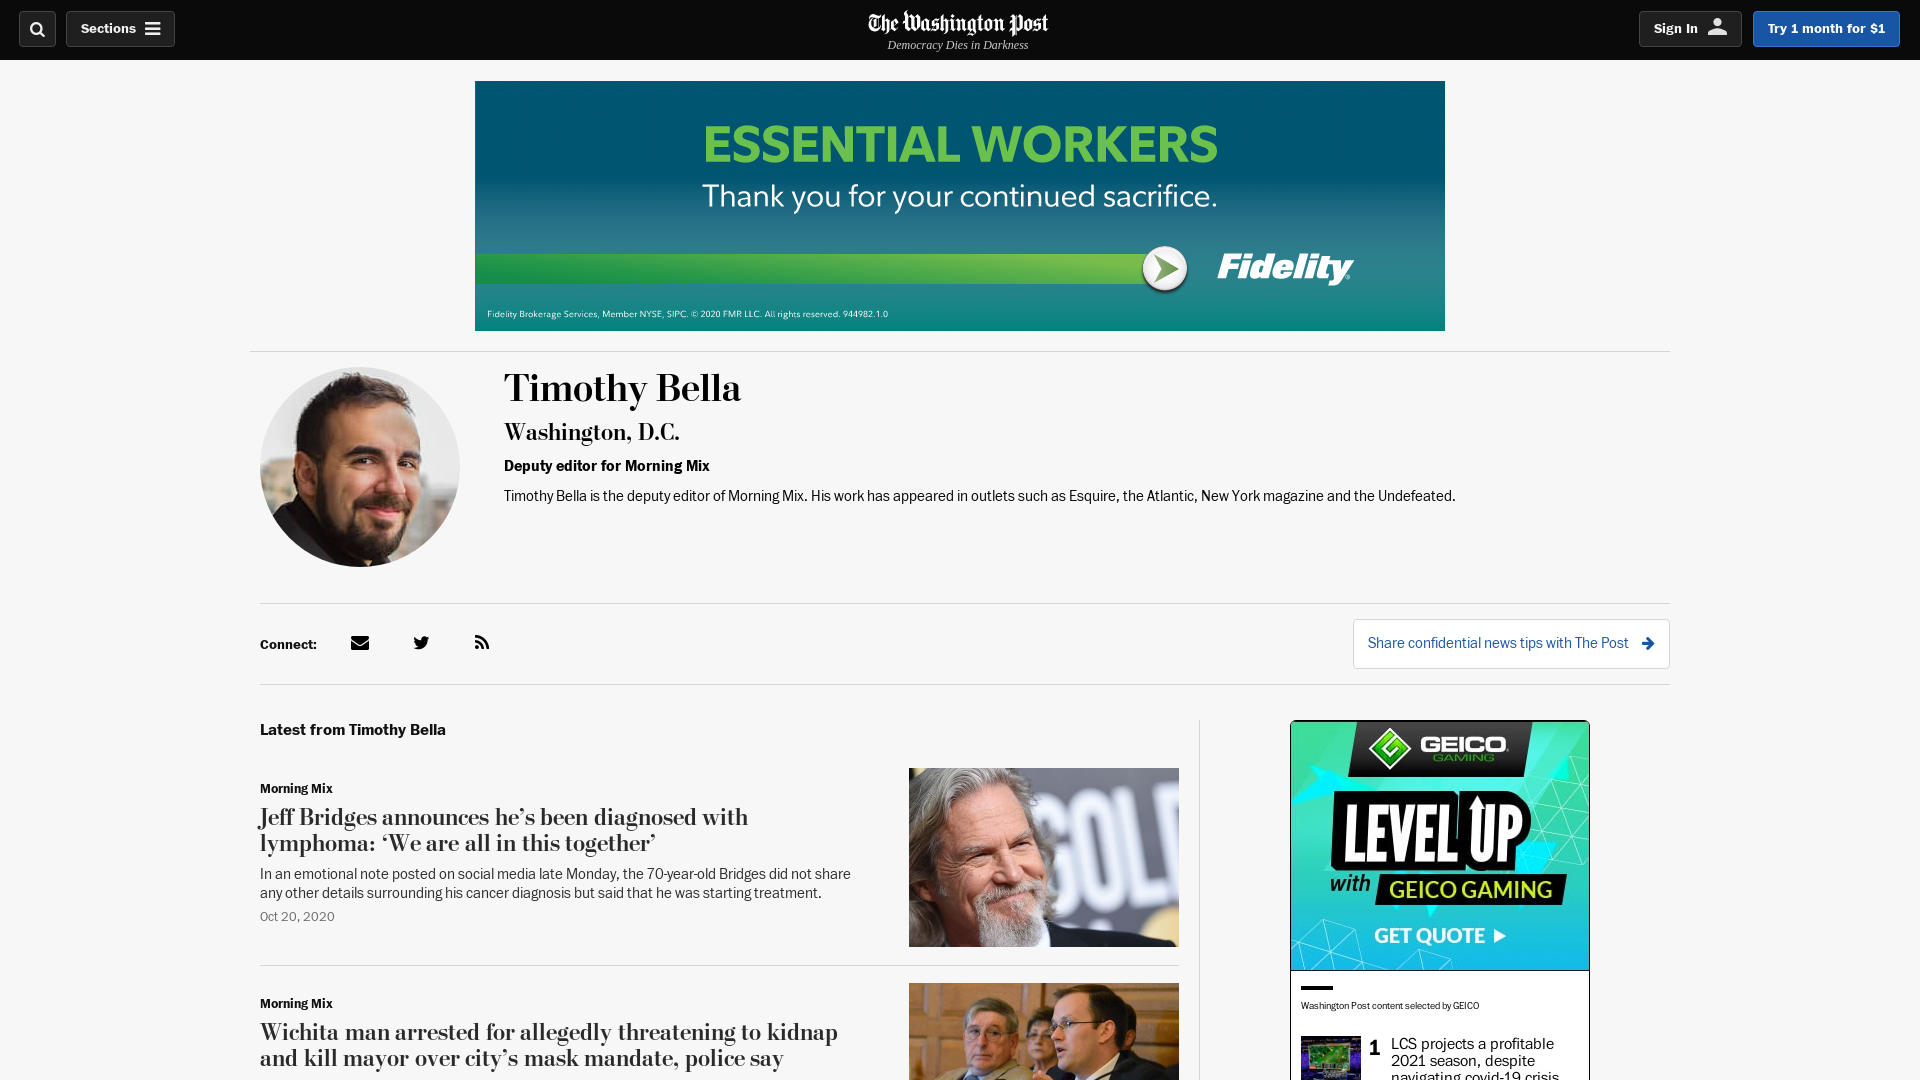 Sections
The Washington Post
Democracy Dies in Darkness
Sign In
Try 1 month for $1
ESSENTIAL WORKERS
Thank you for your continued sacrifice.
Fidelity
Fidelity Brokerage Services, Member NYSE, SIPC. © 2020 FMR LLC. All rights reserved. 944982.1.0
Timothy Bella
Washington, D.C.
Deputy editor for Morning Mix
Timothy Bella is the deputy editor of Morning Mix. His work has appeared in outlets such as Esquire, the Atlantic, New York magazine and the Undefeated.
Connect:
Share confidential news tips with The Post
Latest from Timothy Bella
Morning Mix
Jeff Bridges announces he’s been diagnosed with
lymphoma: ‘We are all in this together’
In an emotional note posted on social media late Monday, the 70-year-old Bridges did not share
any other details surrounding his cancer diagnosis but said that he was starting treatment.
Oct 20, 2020
Morning Mix
Wichita man arrested for allegedly threatening to kidnap
and kill mayor over city’s mask mandate, police say
GEICO
GAMING
LEVEL UP
with GEICO GAMING
GET QUOTE
Washington Post content selected by GEICO
1
LCS projects a profitable
2021 season, despite
navigating covid-19 crisis